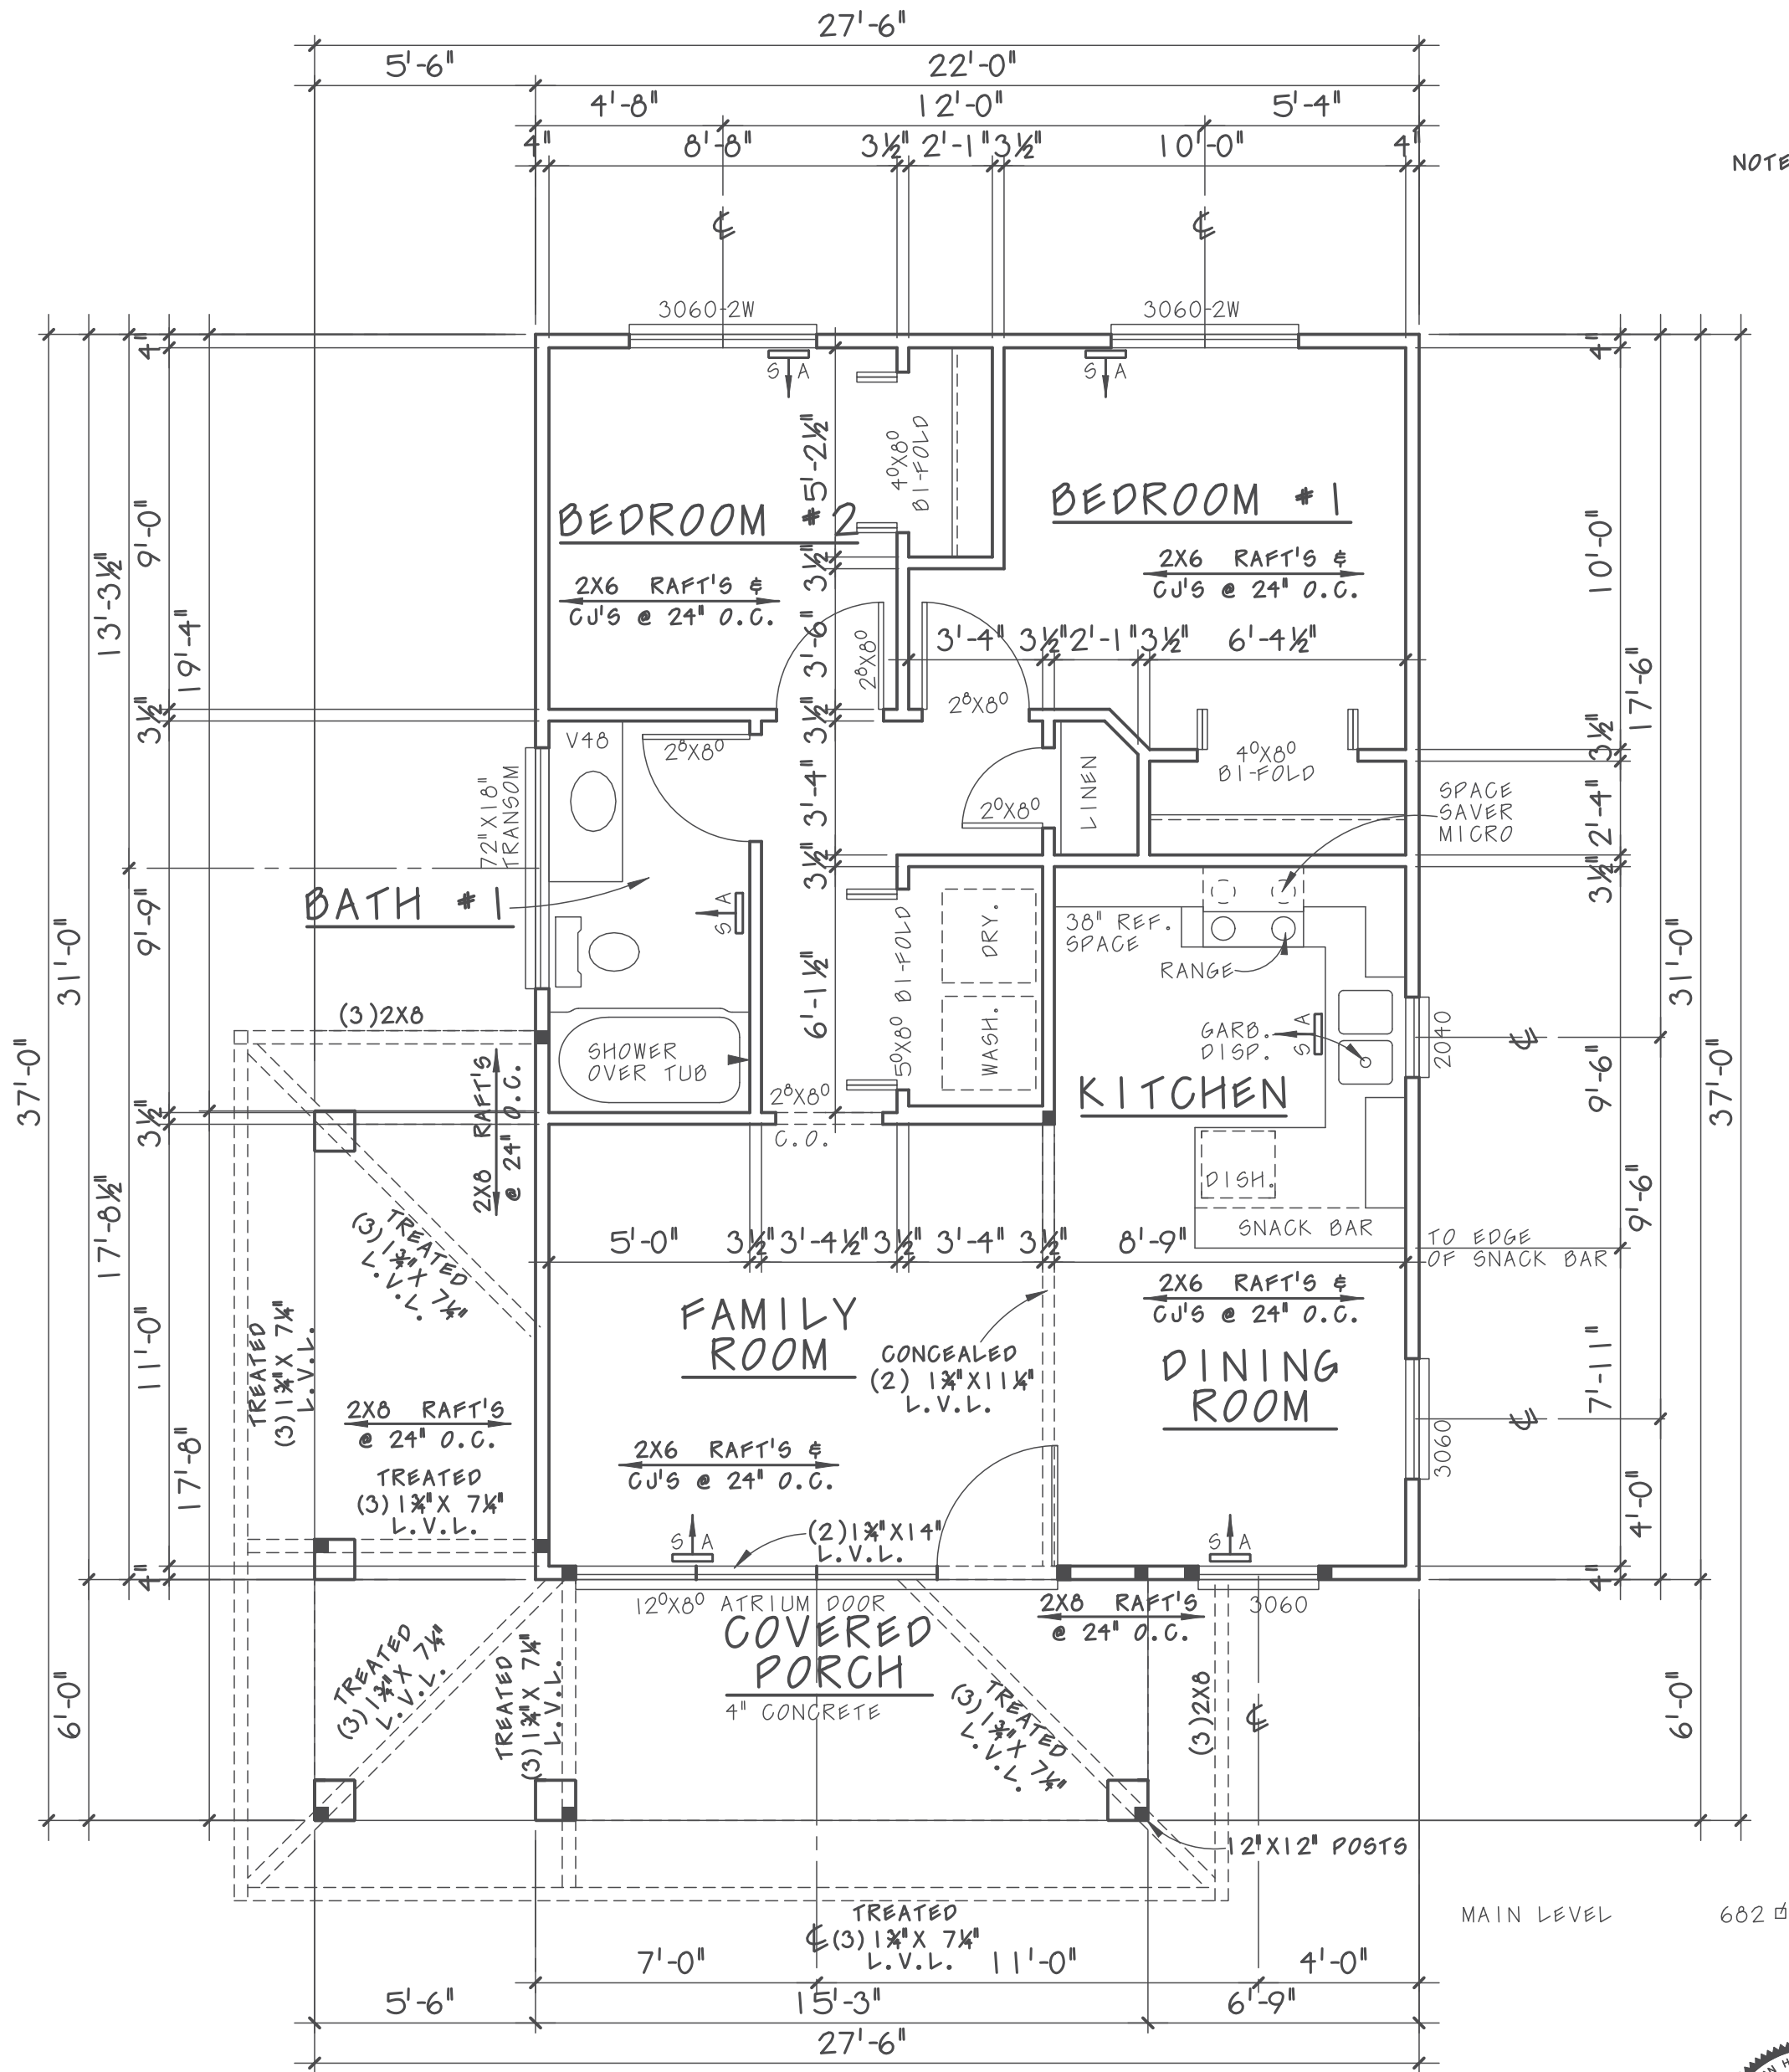 27'-6"
5'-6" 22'-0"
4'-8" 12'-0" 5'-4"
4" 8'-8" 3½" 2'-1" 3½" 10'-0" 4"
NOTE
℄ ℄
3060-2W 3060-2W
4" S A S A 4"
5'-2½"
4⁰X8⁰
BI-FOLD
BEDROOM #2
BEDROOM #1
9'-0"
10'-0"
13'-3½"
19'-4"
3½"
2X6 RAFT'S &
CJ'S @ 24" O.C.
2X6 RAFT'S &
CJ'S @ 24" O.C.
3'-6"
2⁸X8⁰
3'-4" 3½" 2'-1" 3½" 6'-4½"
2⁸X8⁰
17'-6"
3½"
3½"
3½"
V48
2⁸X8⁰
72"X18"
TRANSOM
3'-4"
2⁰X8⁰
LINEN
4⁰X8⁰
BI-FOLD
SPACE
SAVER
MICRO
2'-4"
3½"
3½"
BATH #1
9'-9"
S A
31'-0"
37'-0"
6'-1½"
5⁰X8⁰ BI-FOLD
DRY.
WASH.
38" REF.
SPACE
RANGE
GARB.
DISP.
S A
2040
℄
31'-0"
37'-0"
9'-6"
9'-6"
KITCHEN
(3)2X8
2X8 RAFT'S
@ 24" O.C.
SHOWER
OVER TUB
2⁸X8⁰
C.O.
3½"
17'-8½"
DISH.
SNACK BAR
TO EDGE
OF SNACK BAR
TREATED
(3) 1¾" X 7¼"
L.V.L.
5'-0" 3½" 3'-4½" 3½" 3'-4" 3½" 8'-9"
2X6 RAFT'S &
CJ'S @ 24" O.C.
FAMILY
ROOM
CONCEALED
(2) 1¾"X11¼"
L.V.L.
DINING
ROOM
11'-0"
17'-8"
TREATED
(3) 1¾" X 7¼"
L.V.L.
2X8 RAFT'S
@ 24" O.C.
TREATED
(3) 1¾" X 7¼"
L.V.L.
2X6 RAFT'S &
CJ'S @ 24" O.C.
7'-11"
℄
3060
4'-0"
S A
(2)1¾"X14"
L.V.L.
S A
4" 4"
12⁰X8⁰ ATRIUM DOOR
2X8 RAFT'S
@ 24" O.C.
3060
COVERED
PORCH
4" CONCRETE
6'-0" 6'-0"
TREATED
(3) 1¾" X 7¼"
L.V.L.
TREATED
(3) 1¾" X 7¼"
L.V.L.
TREATED
(3) 1¾" X 7¼"
L.V.L.
(3)2X8
℄
12"X12" POSTS
MAIN LEVEL 682
TREATED
℄ (3) 1¾" X 7¼"
L.V.L.
7'-0" 11'-0" 4'-0"
5'-6" 15'-3" 6'-9"
27'-6"